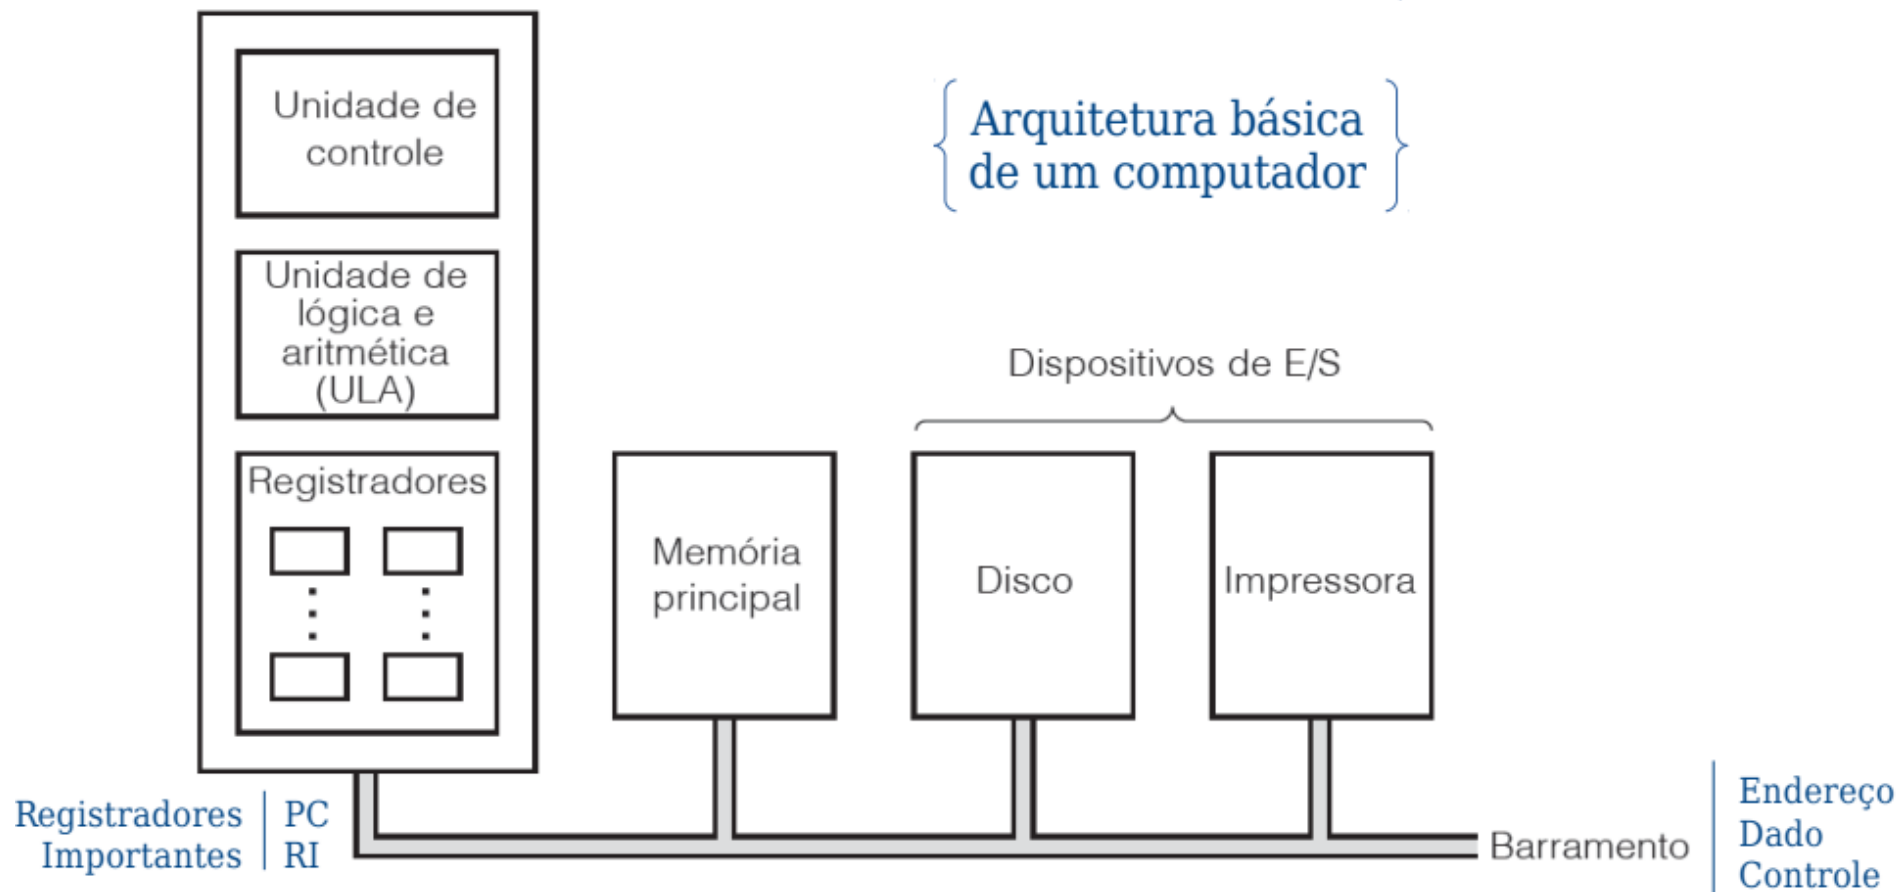 Unidade de
controle
Arquitetura básica
de um computador
Unidade de
lógica e
aritmética
(ULA)
Dispositivos de E/S
Registradores
Memória
principal
Disco
Impressora
Registradores
Importantes
PC
RI
Barramento
Endereço
Dado
Controle